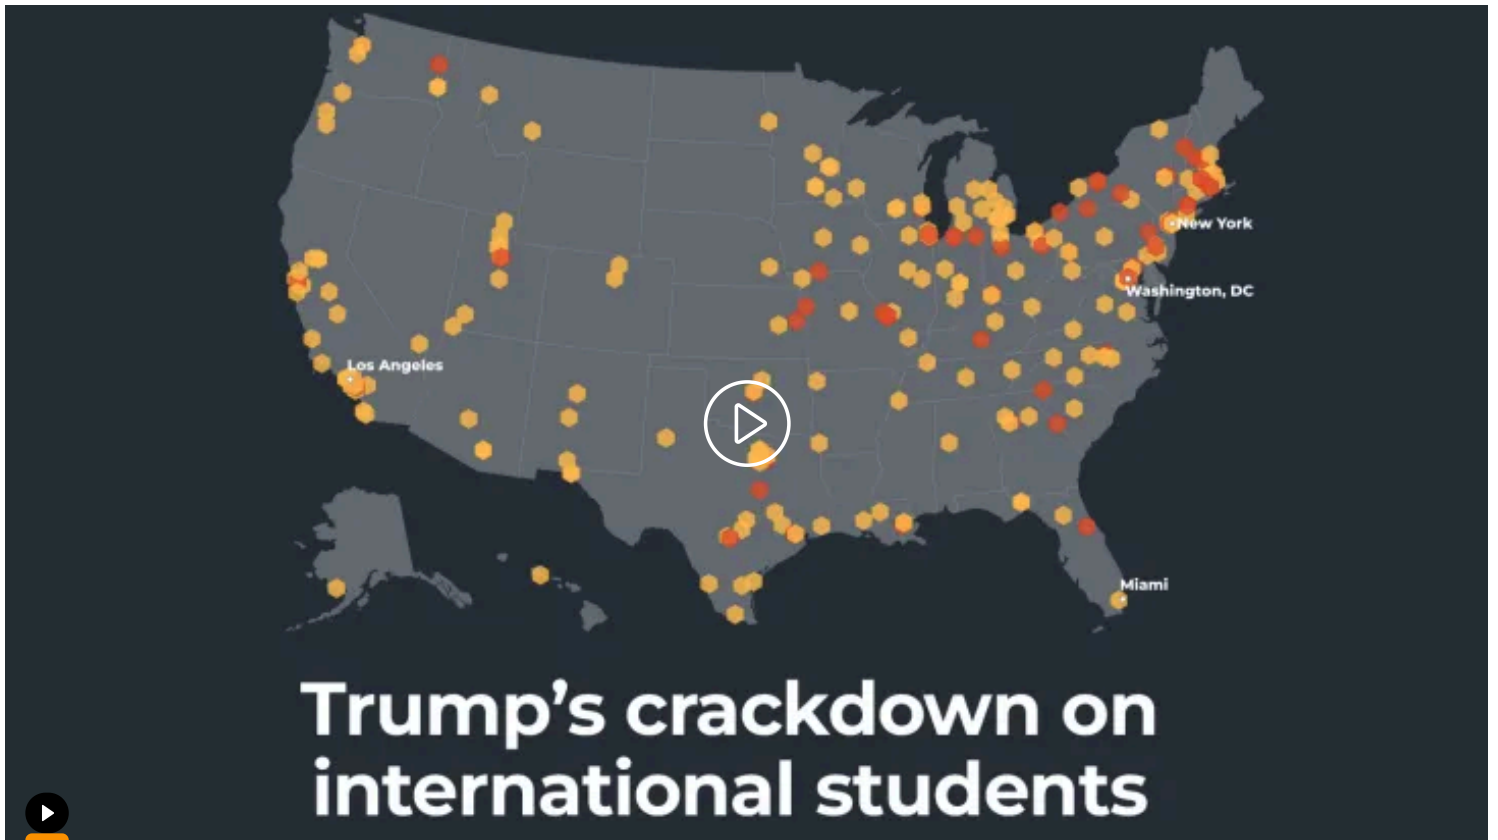 New York
Washington, DC
Los Angeles
Miami
Trump’s crackdown on
international students